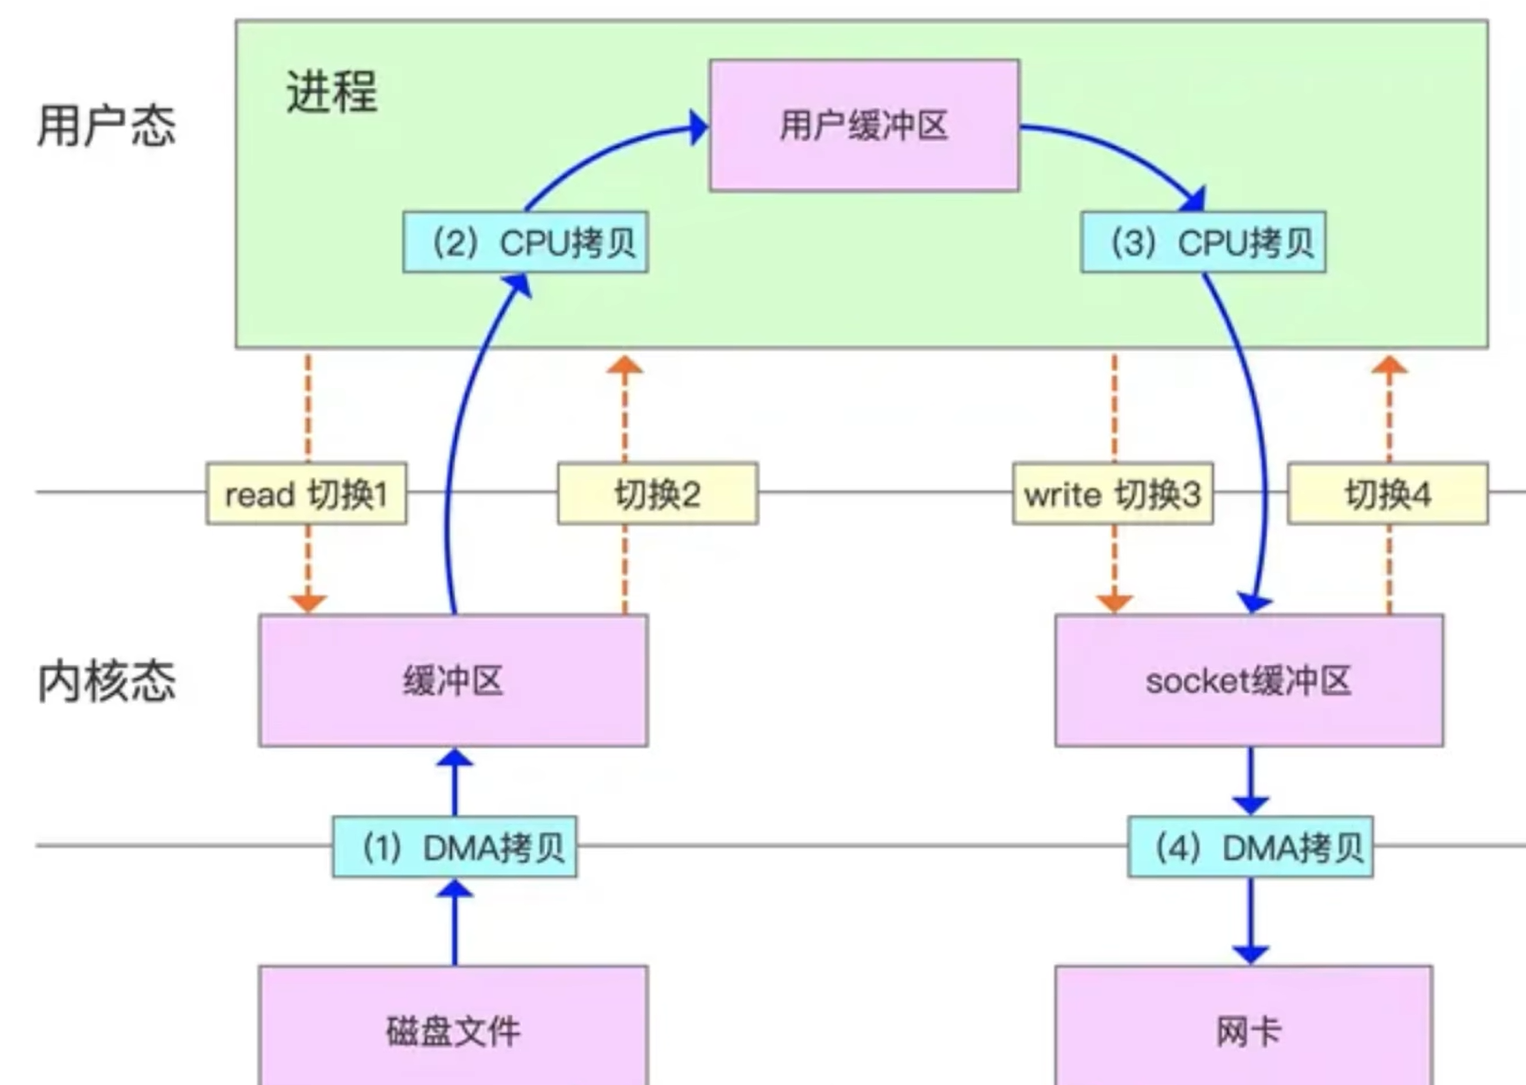 进程
用户态
用户缓冲区
(2) CPU拷贝
(3) CPU拷贝
read 切换1
切换2
write 切换3
切换4
内核态
缓冲区
socket缓冲区
(1) DMA拷贝
(4) DMA拷贝
磁盘文件
网卡